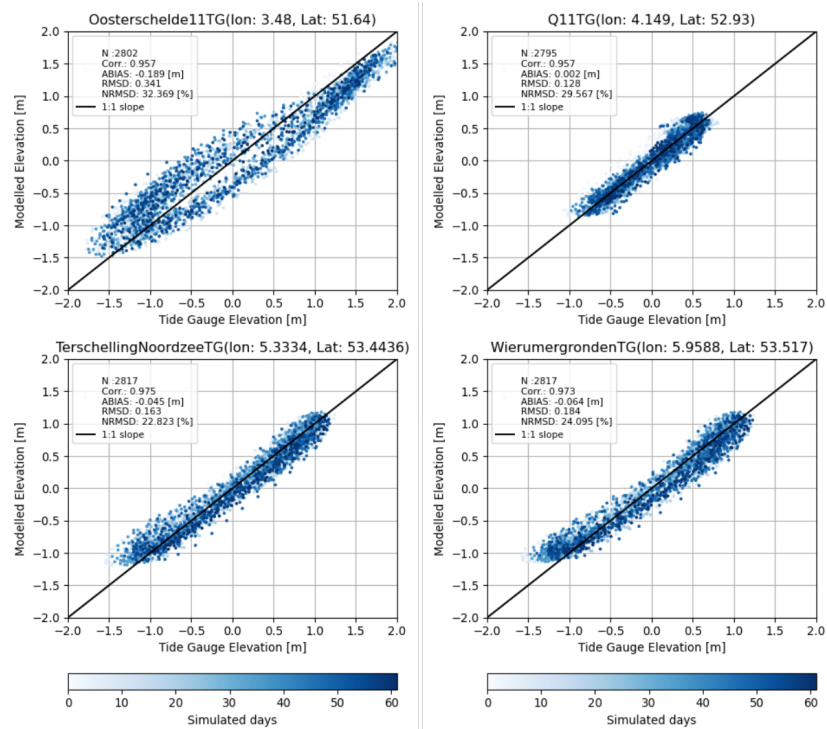 Oosterschelde11TG(lon: 3.48, Lat: 51.64)
N :2802
Corr.: 0.957
ABIAS: -0.189 [m]
RMSD: 0.341
NRMSD: 32.369 [%]
1:1 slope
Modelled Elevation [m]
2.0
1.5
1.0
0.5
0.0
−0.5
−1.0
−1.5
−2.0
−2.0 −1.5 −1.0 −0.5 0.0 0.5 1.0 1.5 2.0
Tide Gauge Elevation [m]
Q11TG(lon: 4.149, Lat: 52.93)
N :2795
Corr.: 0.957
ABIAS: 0.002 [m]
RMSD: 0.128
NRMSD: 29.567 [%]
1:1 slope
Modelled Elevation [m]
2.0
1.5
1.0
0.5
0.0
−0.5
−1.0
−1.5
−2.0
−2.0 −1.5 −1.0 −0.5 0.0 0.5 1.0 1.5 2.0
Tide Gauge Elevation [m]
TerschellingNoordzeeTG(lon: 5.3334, Lat: 53.4436)
N :2817
Corr.: 0.975
ABIAS: -0.045 [m]
RMSD: 0.163
NRMSD: 22.823 [%]
1:1 slope
Modelled Elevation [m]
2.0
1.5
1.0
0.5
0.0
−0.5
−1.0
−1.5
−2.0
−2.0 −1.5 −1.0 −0.5 0.0 0.5 1.0 1.5 2.0
Tide Gauge Elevation [m]
WierumergrondenTG(lon: 5.9588, Lat: 53.517)
N :2817
Corr.: 0.973
ABIAS: -0.064 [m]
RMSD: 0.184
NRMSD: 24.095 [%]
1:1 slope
Modelled Elevation [m]
2.0
1.5
1.0
0.5
0.0
−0.5
−1.0
−1.5
−2.0
−2.0 −1.5 −1.0 −0.5 0.0 0.5 1.0 1.5 2.0
Tide Gauge Elevation [m]
0 10 20 30 40 50 60
Simulated days
0 10 20 30 40 50 60
Simulated days